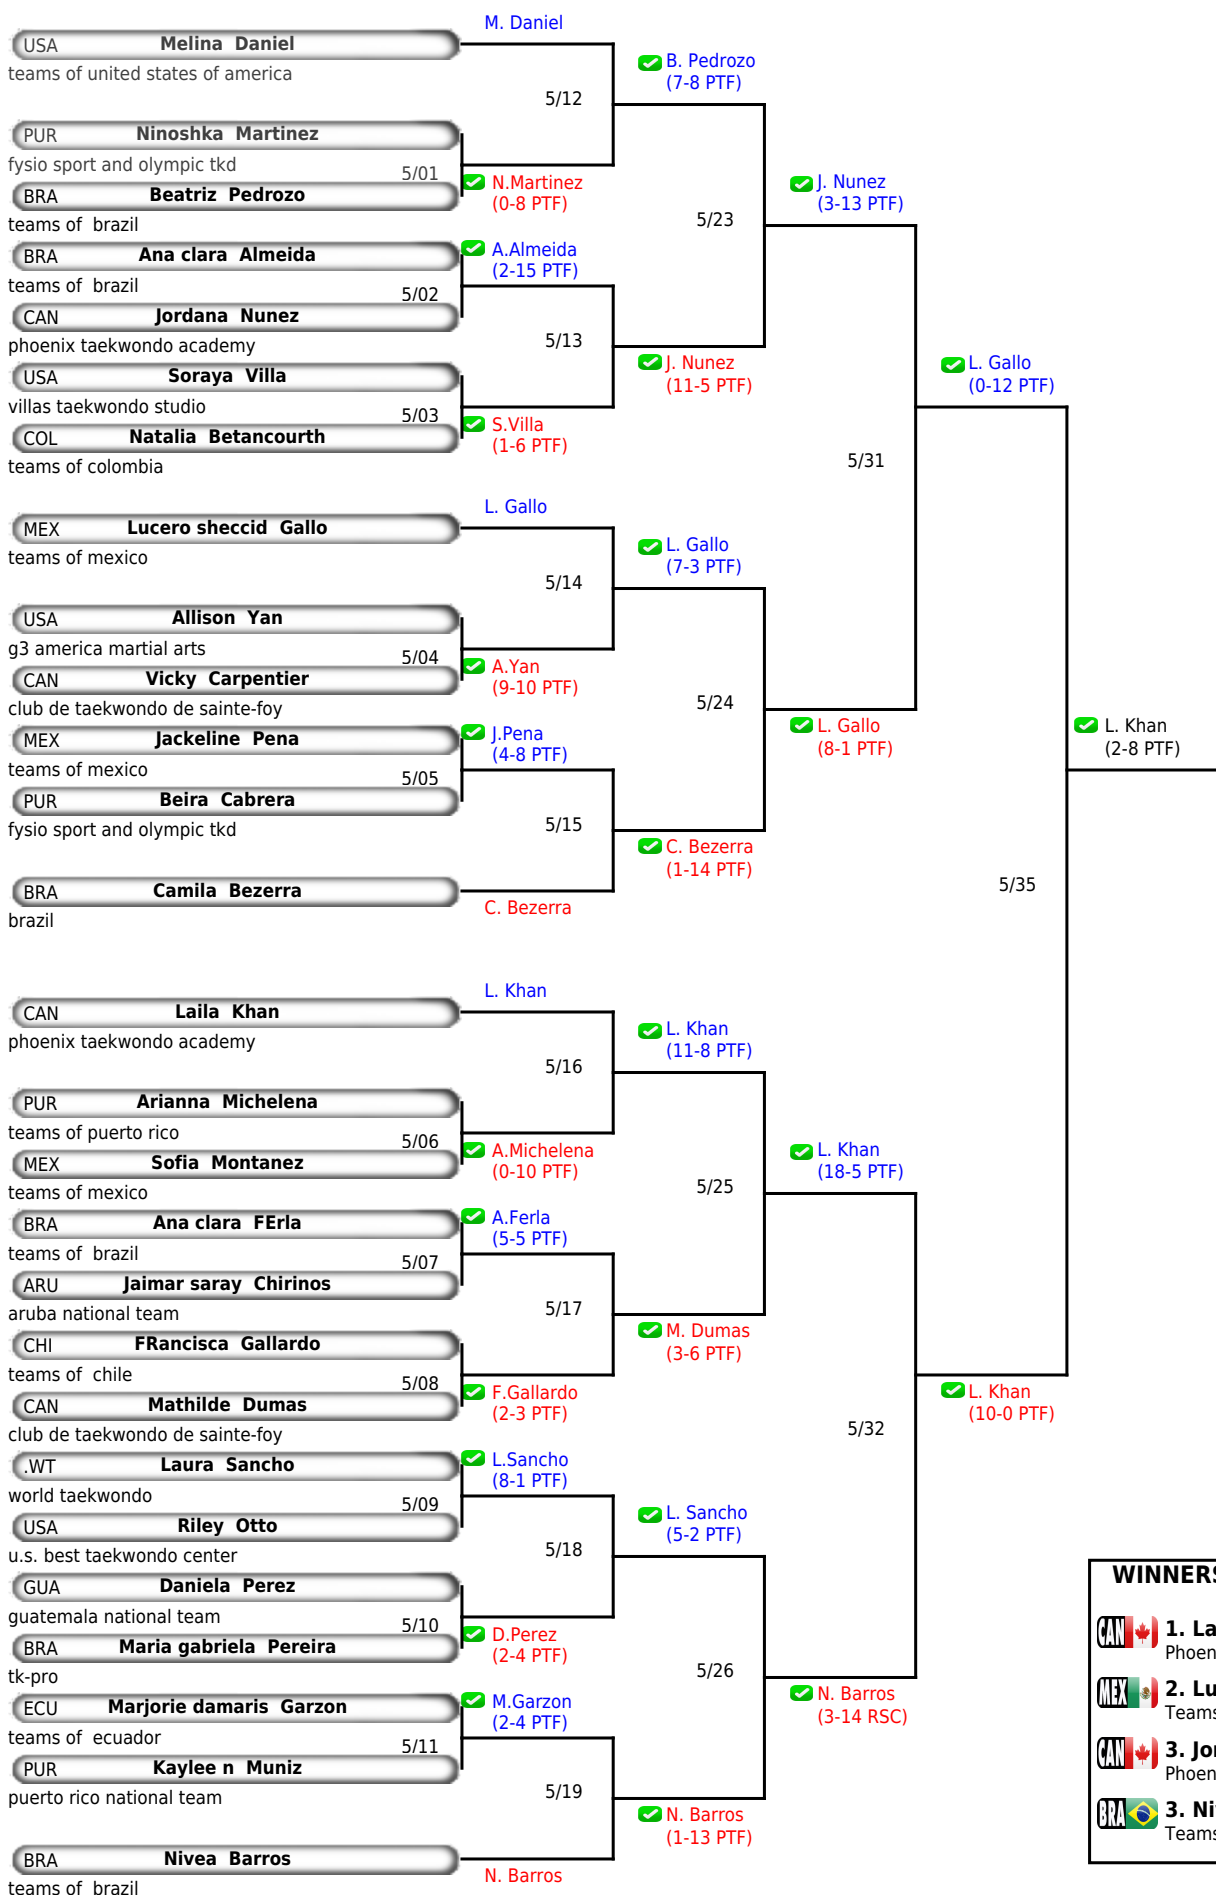 M. Daniel
USA Melina Daniel
teams of united states of america
B. Pedrozo
(7-8 PTF)
5/12
PUR Ninoshka Martinez
fysio sport and olympic tkd
5/01
N.Martinez
(0-8 PTF)
BRA Beatriz Pedrozo
teams of brazil
J. Nunez
(3-13 PTF)
5/23
BRA Ana clara Almeida
teams of brazil
A.Almeida
(2-15 PTF)
5/02
CAN Jordana Nunez
phoenix taekwondo academy
5/13
J. Nunez
(11-5 PTF)
USA Soraya Villa
villas taekwondo studio
5/03
S.Villa
(1-6 PTF)
COL Natalia Betancourth
teams of colombia
L. Gallo
(0-12 PTF)
5/31
L. Gallo
MEX Lucero sheccid Gallo
teams of mexico
L. Gallo
(7-3 PTF)
5/14
USA Allison Yan
g3 america martial arts
5/04
A.Yan
(9-10 PTF)
CAN Vicky Carpentier
club de taekwondo de sainte-foy
5/24
L. Gallo
(8-1 PTF)
MEX Jackeline Pena
teams of mexico
J.Pena
(4-8 PTF)
5/05
PUR Beira Cabrera
fysio sport and olympic tkd
5/15
C. Bezerra
(1-14 PTF)
BRA Camila Bezerra
brazil
C. Bezerra
L. Khan
(2-8 PTF)
5/35
L. Khan
CAN Laila Khan
phoenix taekwondo academy
L. Khan
(11-8 PTF)
5/16
PUR Arianna Michelena
teams of puerto rico
5/06
A.Michelena
(0-10 PTF)
MEX Sofia Montanez
teams of mexico
L. Khan
(18-5 PTF)
5/25
BRA Ana clara FErla
teams of brazil
A.Ferla
(5-5 PTF)
5/07
ARU Jaimar saray Chirinos
aruba national team
5/17
M. Dumas
(3-6 PTF)
CHI FRancisca Gallardo
teams of chile
5/08
F.Gallardo
(2-3 PTF)
CAN Mathilde Dumas
club de taekwondo de sainte-foy
L. Khan
(10-0 PTF)
5/32
.WT Laura Sancho
world taekwondo
L.Sancho
(8-1 PTF)
5/09
USA Riley Otto
u.s. best taekwondo center
L. Sancho
(5-2 PTF)
5/18
GUA Daniela Perez
guatemala national team
5/10
D.Perez
(2-4 PTF)
BRA Maria gabriela Pereira
tk-pro
5/26
N. Barros
(3-14 RSC)
ECU Marjorie damaris Garzon
teams of ecuador
M.Garzon
(2-4 PTF)
5/11
PUR Kaylee n Muniz
puerto rico national team
5/19
N. Barros
(1-13 PTF)
BRA Nivea Barros
teams of brazil
N. Barros
WINNERS
CAN 1. La
Phoen
MEX 2. Lu
Teams
CAN 3. Jo
Phoen
BRA 3. Ni
Teams